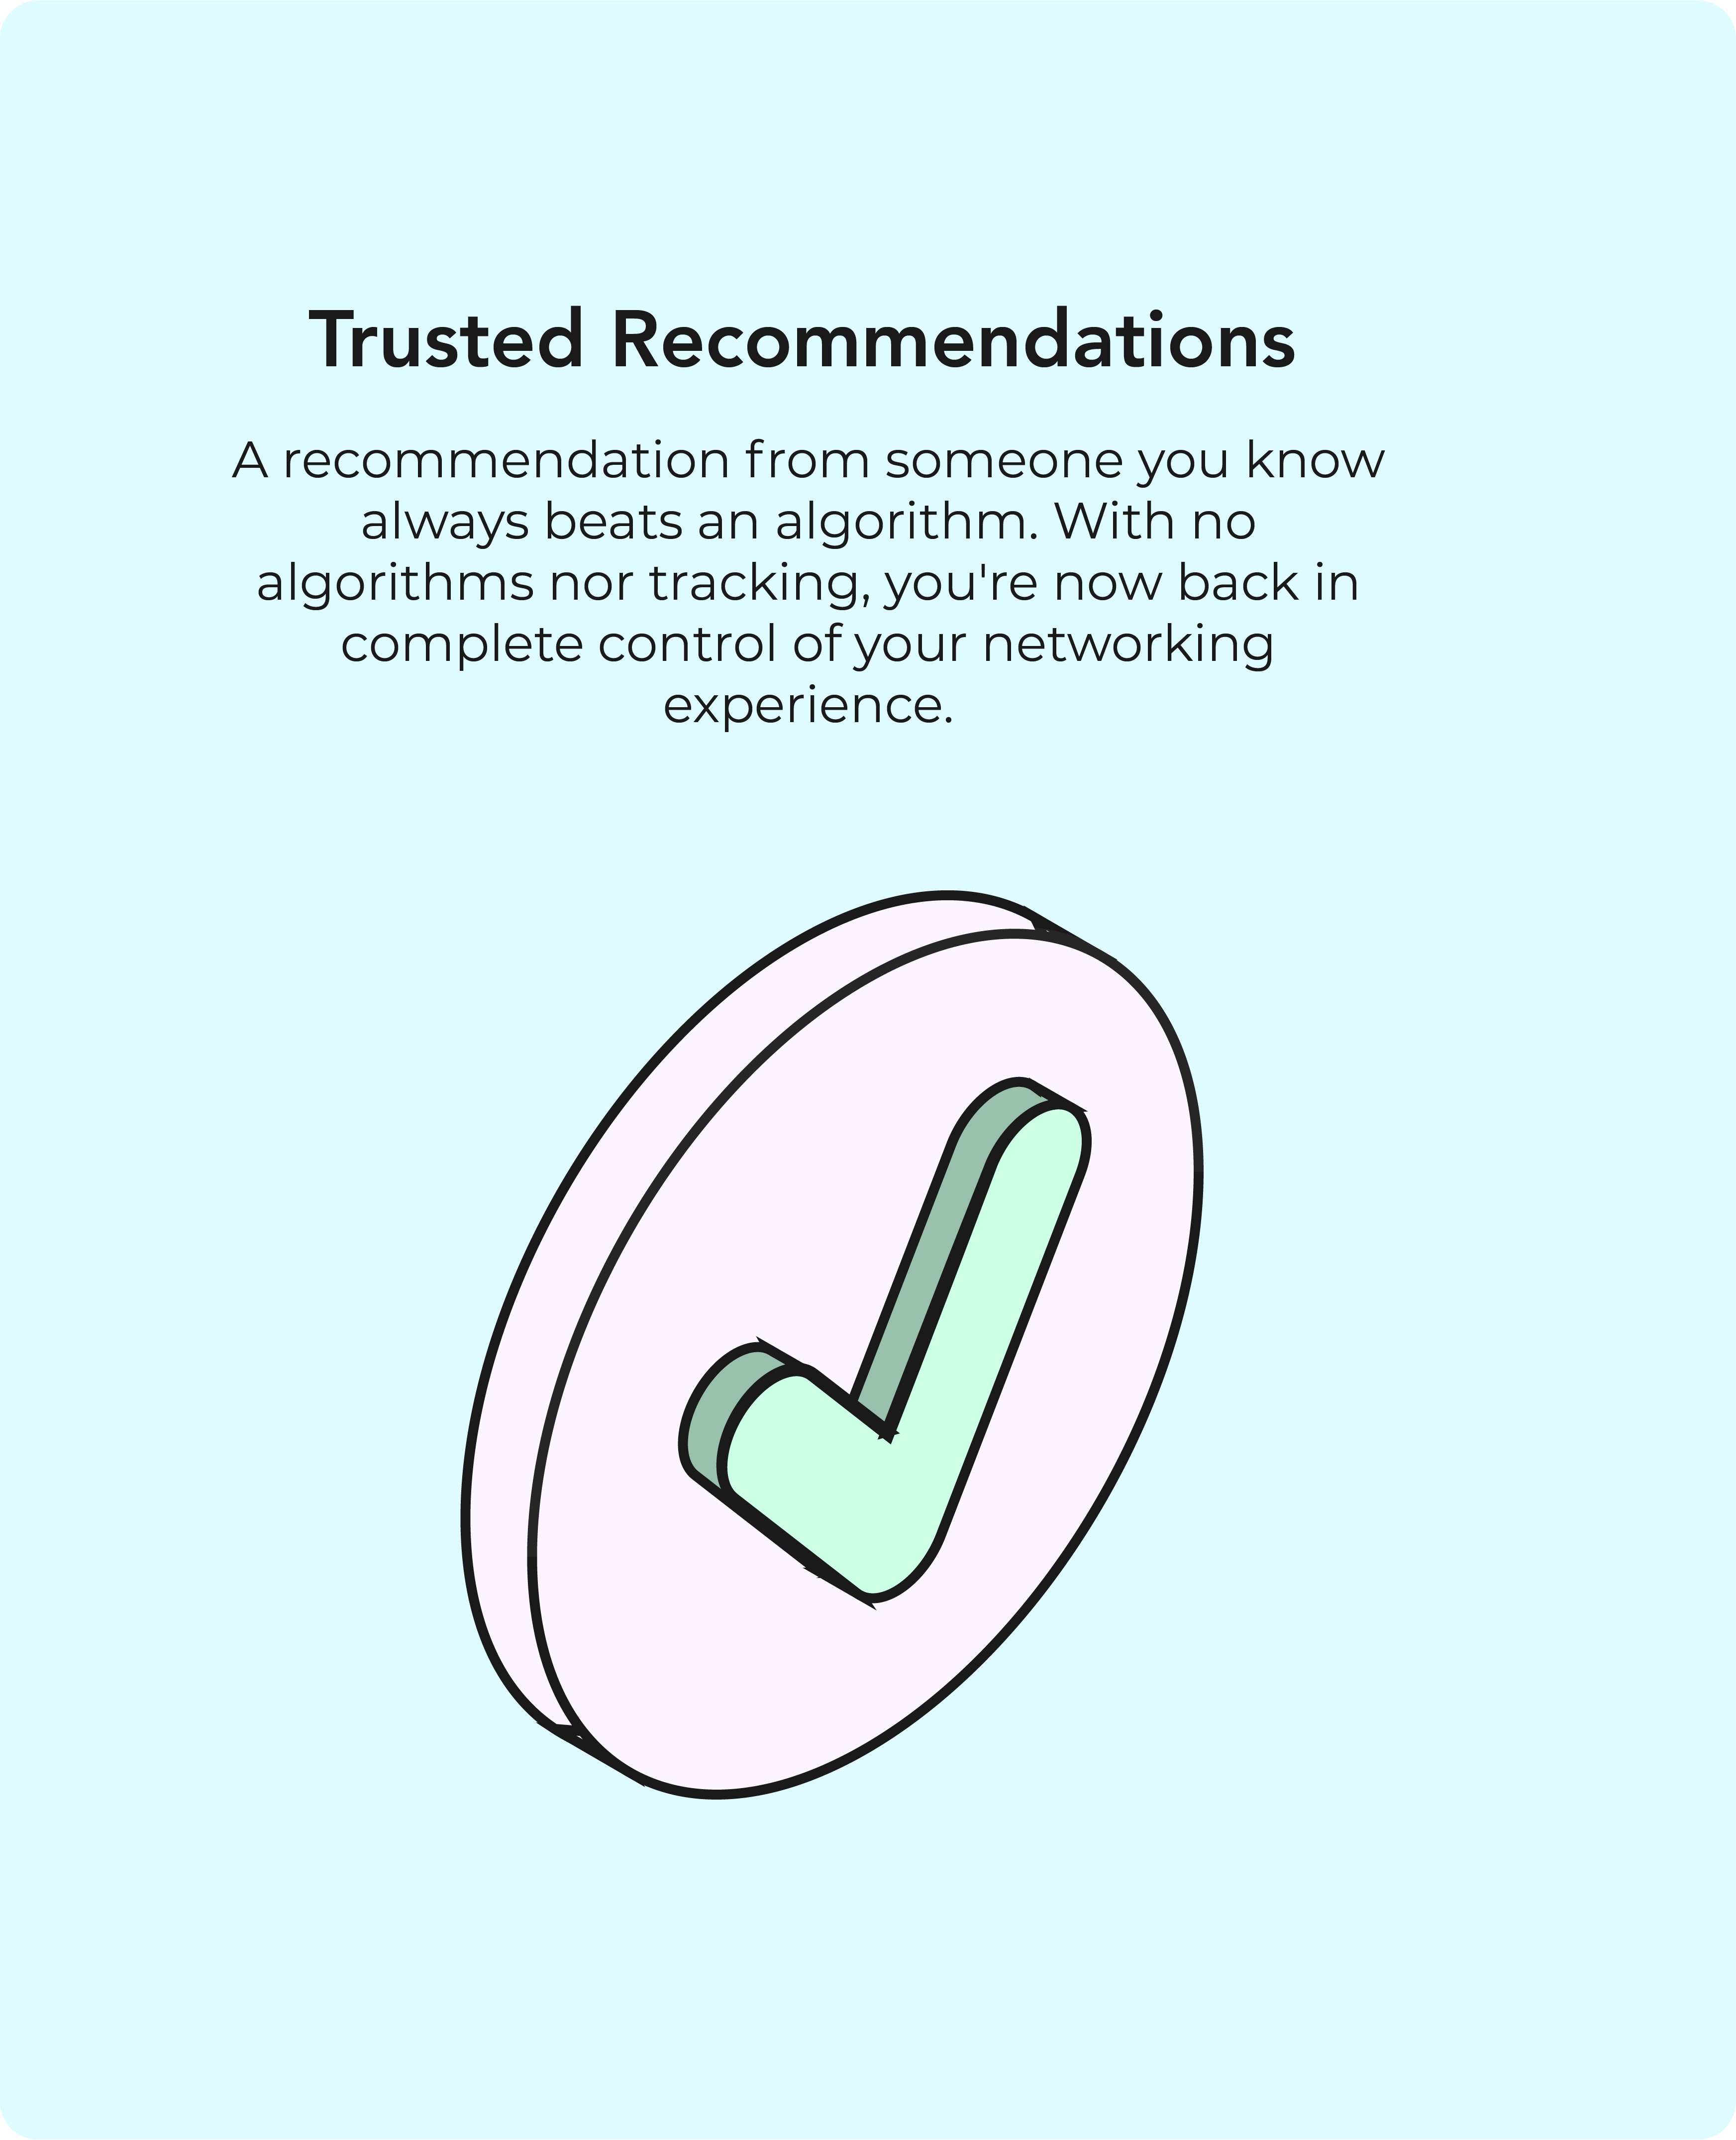 Trusted Recommendations
A recommendation from someone you know
always beats an algorithm. With no
algorithms nor tracking, you're now back in
complete control of your networking
experience.